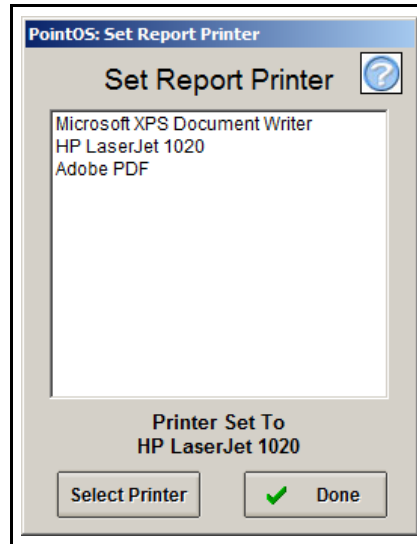 PointOS: Set Report Printer
Set Report Printer
?
Microsoft XPS Document Writer
HP LaserJet 1020
Adobe PDF
Printer Set To
HP LaserJet 1020
Select Printer
Done